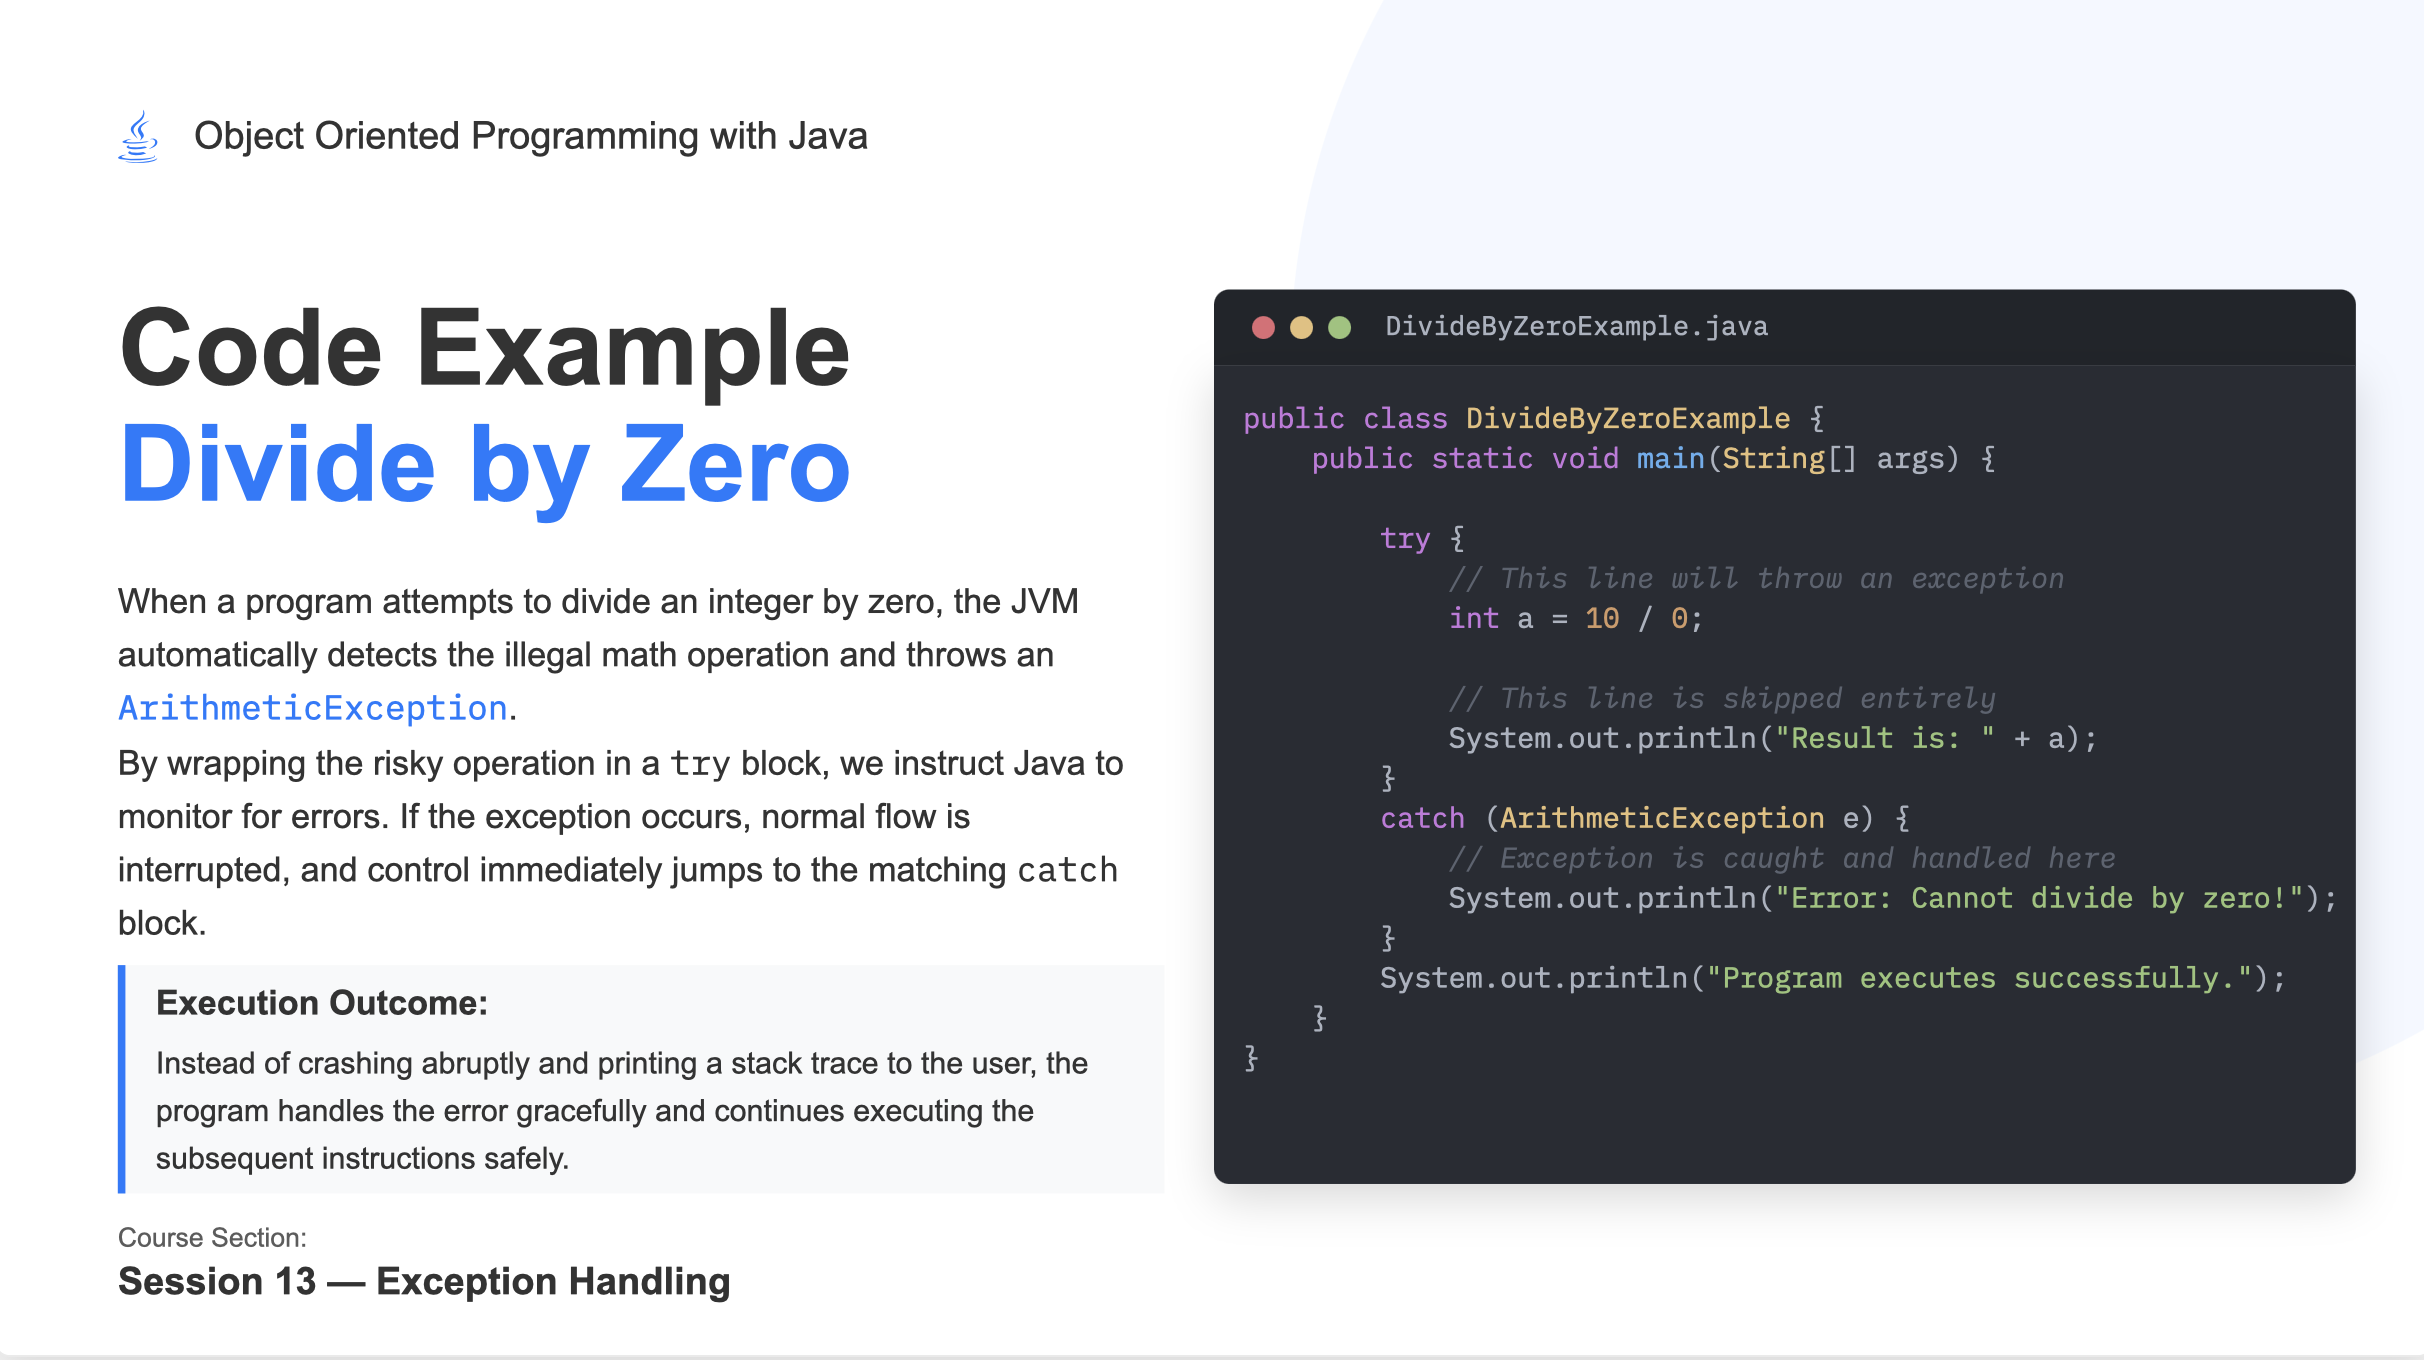 Object Oriented Programming with Java
Code Example
Divide by Zero
When a program attempts to divide an integer by zero, the JVM
automatically detects the illegal math operation and throws an
ArithmeticException.
By wrapping the risky operation in a try block, we instruct Java to
monitor for errors. If the exception occurs, normal flow is
interrupted, and control immediately jumps to the matching catch
block.
Execution Outcome:
Instead of crashing abruptly and printing a stack trace to the user, the
program handles the error gracefully and continues executing the
subsequent instructions safely.
Course Section:
Session 13 — Exception Handling
DivideByZeroExample.java
public class DivideByZeroExample {
    public static void main(String[] args) {
        try {
            // This line will throw an exception
            int a = 10 / 0;
            // This line is skipped entirely
            System.out.println("Result is: " + a);
        }
        catch (ArithmeticException e) {
            // Exception is caught and handled here
            System.out.println("Error: Cannot divide by zero!");
        }
        System.out.println("Program executes successfully.");
    }
}